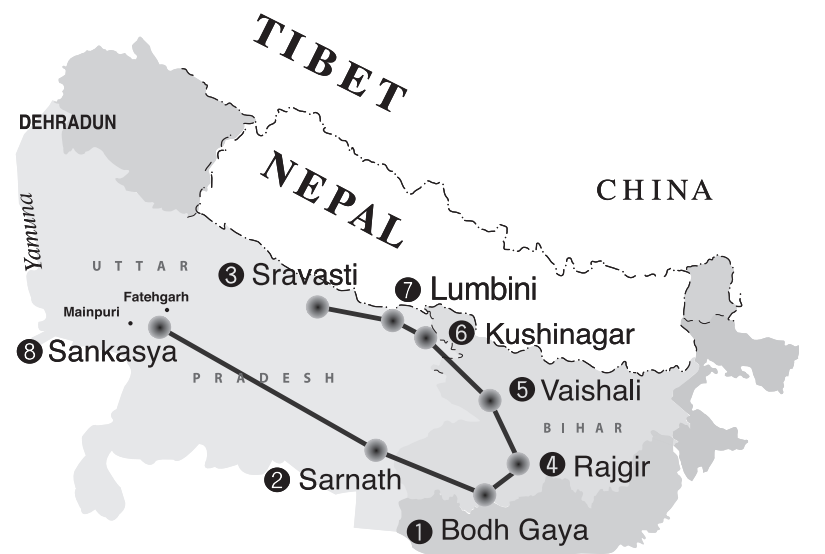 TIBET
DEHRADUN
NEPAL
CHINA
Yamuna
UTTAR
❸ Sravasti
❼ Lumbini
Fatehgarh
Mainpuri
❻ Kushinagar
❽ Sankasya
PRADESH
❺ Vaishali
BIHAR
❹ Rajgir
❷ Sarnath
❶ Bodh Gaya